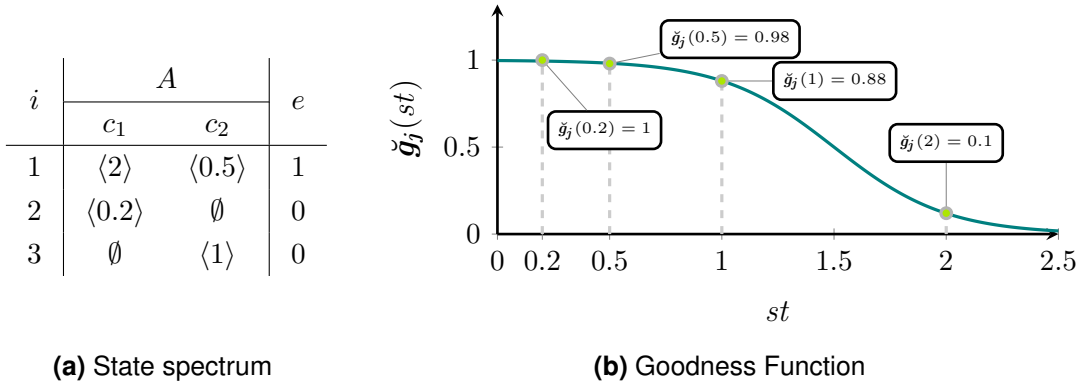 i A e
c₁ c₂
1 ⟨2⟩ ⟨0.5⟩ 1
2 ⟨0.2⟩ ∅ 0
3 ∅ ⟨1⟩ 0
(a) State spectrum
ğⱼ(st)
1
0.5
0
ğⱼ(0.5) = 0.98
ğⱼ(1) = 0.88
ğⱼ(0.2) = 1
ğⱼ(2) = 0.1
0 0.2 0.5 1 1.5 2 2.5
st
(b) Goodness Function